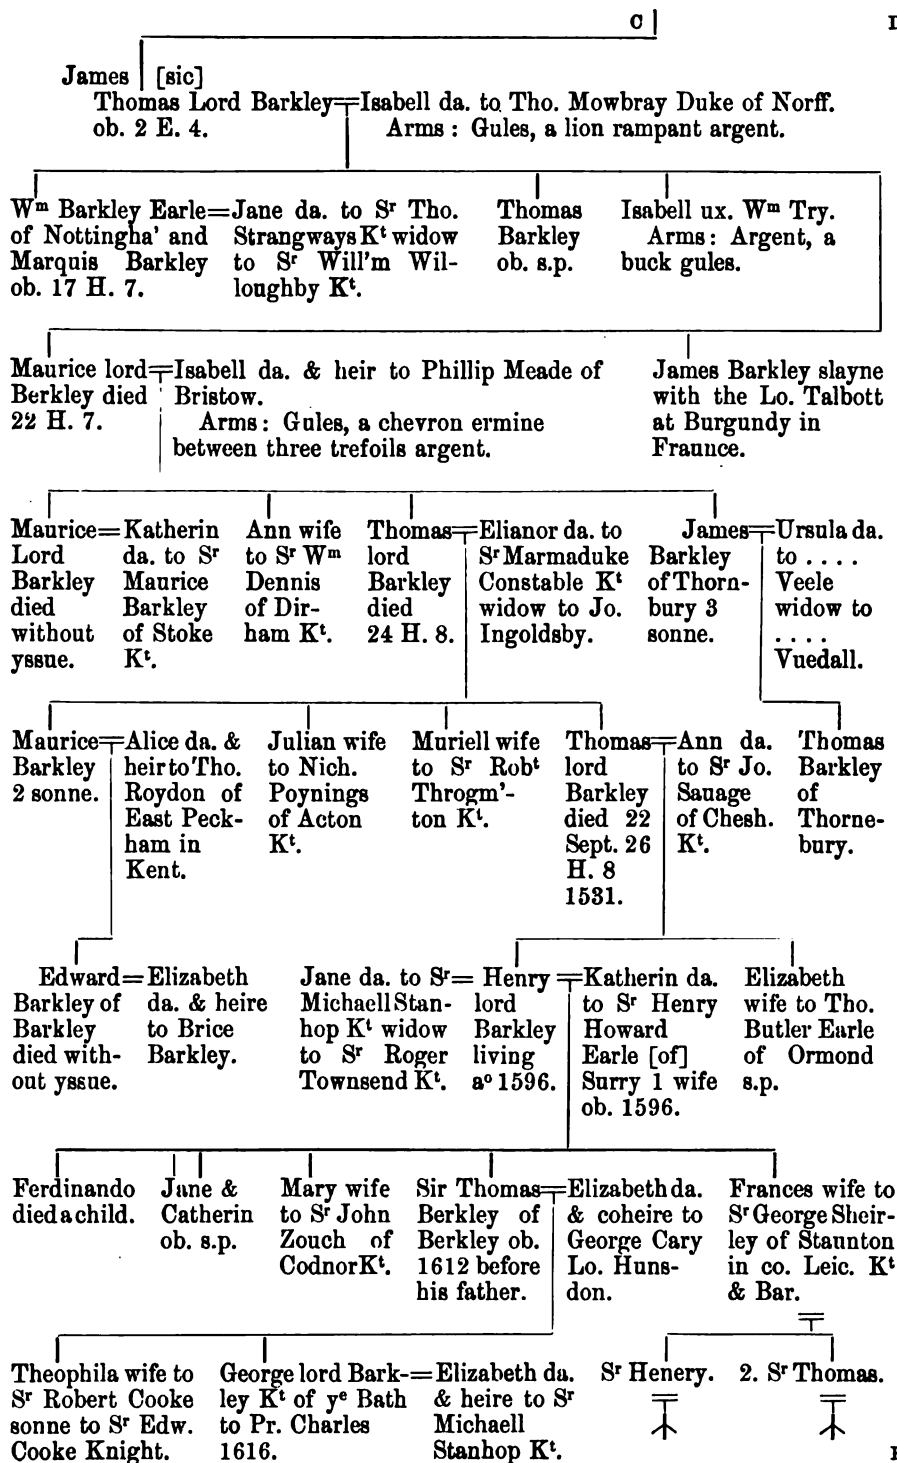 C
James [sic]
Thomas Lord Barkley=Isabell da. to Tho. Mowbray Duke of Norff.
ob. 2 E. 4.
Arms : Gules, a lion rampant argent.
Wm Barkley Earle=Jane da. to Sr Tho.
of Nottingha' and
Marquis Barkley
ob. 17 H. 7.
Strangways Kt widow
to Sr Will'm Wil-
loughby Kt.
Thomas
Barkley
ob. s.p.
Isabell ux. Wm Try.
Arms : Argent, a
buck gules.
Maurice lord=Isabell da. & heir to Phillip Meade of
Berkley died
22 H. 7.
Bristow.
Arms : Gules, a chevron ermine
between three trefoils argent.
James Barkley slayne
with the Lo. Talbott
at Burgundy in
Fraunce.
Maurice=
Lord
Barkley
died
without
yssue.
Katherin
da. to Sr
Maurice
Barkley
of Stoke
Kt.
Ann wife
to Sr Wm
Dennis
of Dir-
ham Kt.
Thomas=
lord
Barkley
died
24 H. 8.
Elianor da. to
Sr Marmaduke
Constable Kt
widow to Jo.
Ingoldsby.
James=
Barkley
of Thorn-
bury 3
sonne.
Ursula da.
to . . . .
Veele
widow to
. . . .
Vuedall.
Maurice=
Barkley
2 sonne.
Alice da. &
heir to Tho.
Roydon of
East Peck-
ham in
Kent.
Julian wife
to Nich.
Poynings
of Acton
Kt.
Muriell wife
to Sr Robt
Throgm'-
ton Kt.
Thomas=
lord
Barkley
died 22
Sept. 26
H. 8
1531.
Ann da.
to Sr Jo.
Sauage
of Chesh.
Kt.
Thomas
Barkley
of
Thorne-
bury.
Edward=
Barkley of
Barkley
died with-
out yssue.
Elizabeth
da. & heire
to Brice
Barkley.
Jane da. to Sr=
Michaell Stan-
hop Kt widow
to Sr Roger
Townsend Kt.
Henry=
lord
Barkley
living
ao 1596.
Katherin da.
to Sr Henry
Howard
Earle [of]
Surry 1 wife
ob. 1596.
Elizabeth
wife to Tho.
Butler Earle
of Ormond
s.p.
Ferdinando
died a child.
Jane &
Catherin
ob. s.p.
Mary wife
to Sr John
Zouch of
Codnor Kt.
Sir Thomas=
Berkley of
Berkley ob.
1612 before
his father.
Elizabeth da.
& coheire to
George Cary
Lo. Huns-
don.
Frances wife to
Sr George Sheir-
ley of Staunton
in co. Leic. Kt
& Bar.
Theophila wife to
Sr Robert Cooke
sonne to Sr Edw.
Cooke Knight.
George lord Bark-=
ley Kt of ye Bath
to Pr. Charles
1616.
Elizabeth da.
& heire to Sr
Michaell
Stanhop Kt.
Sr Henery.
2. Sr Thomas.